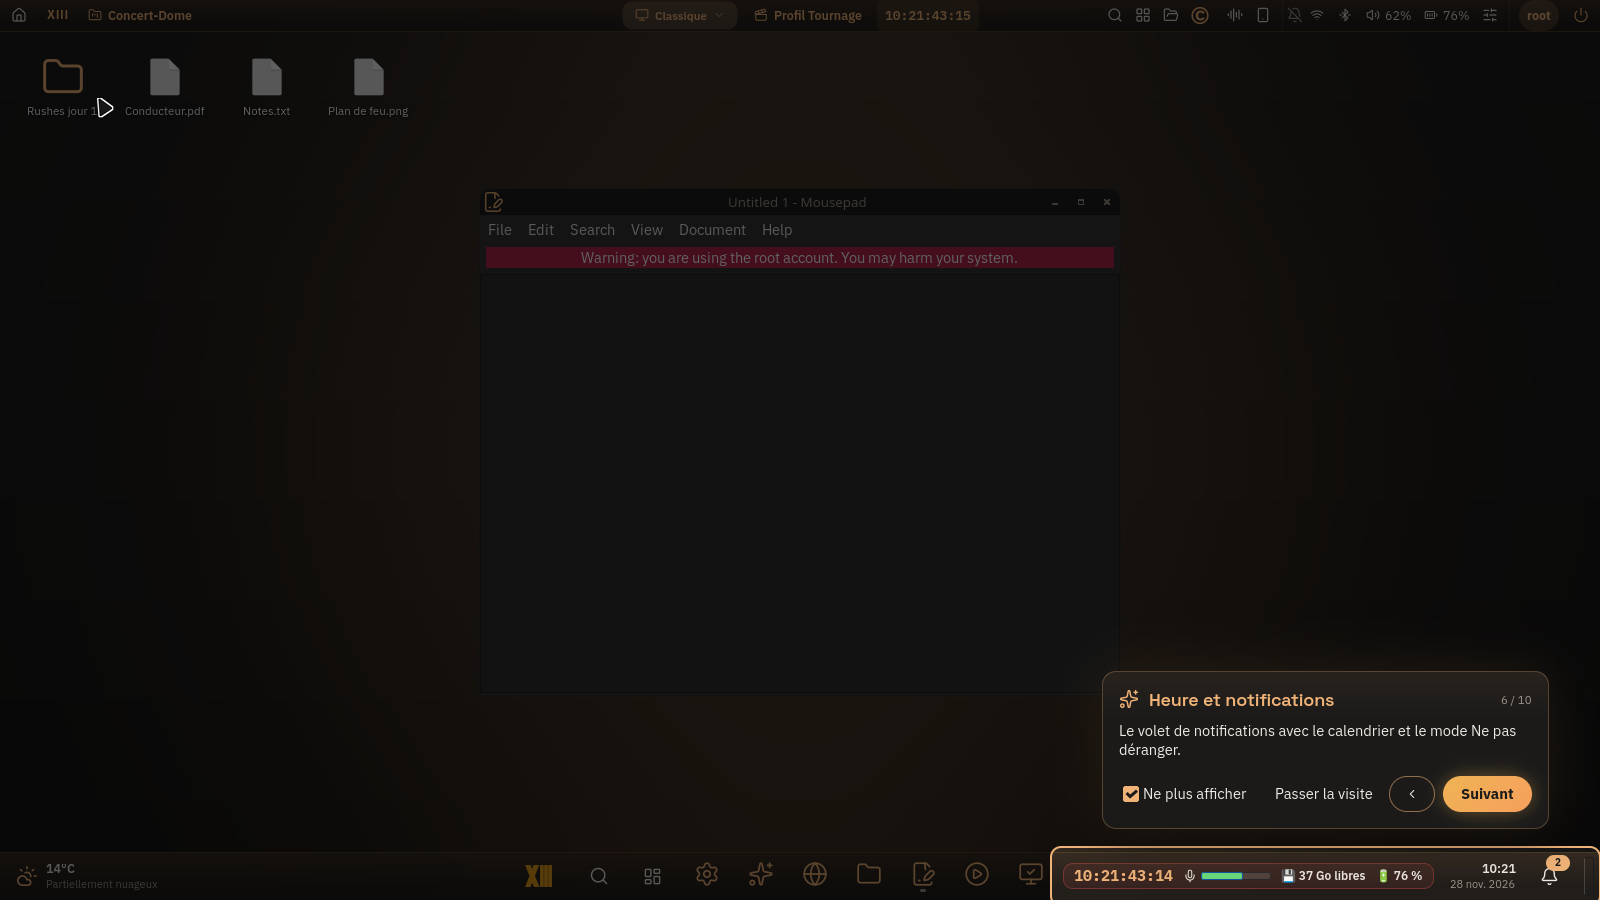 XIII
Concert-Dome
Classique
Profil Tournage
10:21:43:15
62%
76%
root
Rushes jour 1
Conducteur.pdf
Notes.txt
Plan de feu.png
Untitled 1 - Mousepad
File Edit Search View Document Help
Warning: you are using the root account. You may harm your system.
Heure et notifications
6 / 10
Le volet de notifications avec le calendrier et le mode Ne pas
déranger.
Ne plus afficher
Passer la visite
Suivant
14°C
Partiellement nuageux
XIII
10:21:43:14
37 Go libres
76 %
10:21
28 nov. 2026
2